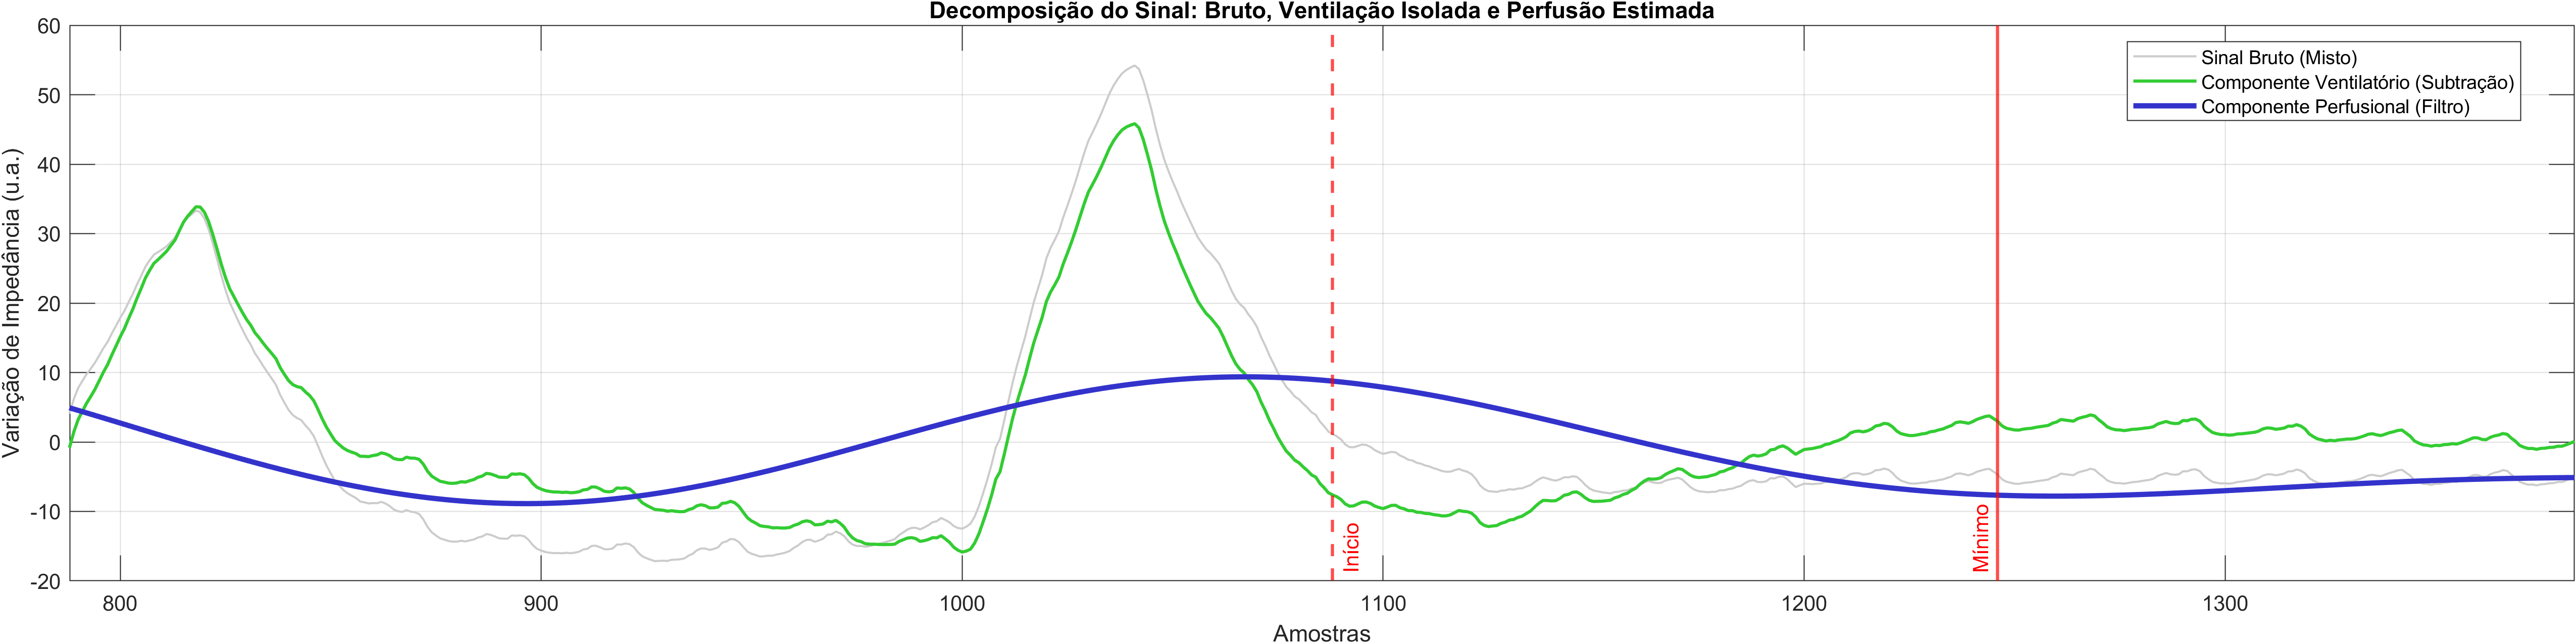 Decomposição do Sinal: Bruto, Ventilação Isolada e Perfusão Estimada
Variação de Impedância (u.a.)
60
50
40
30
20
10
0
-10
-20
Sinal Bruto (Misto)
Componente Ventilatório (Subtração)
Componente Perfusional (Filtro)
Início
Mínimo
800
900
1000
1100
1200
1300
Amostras